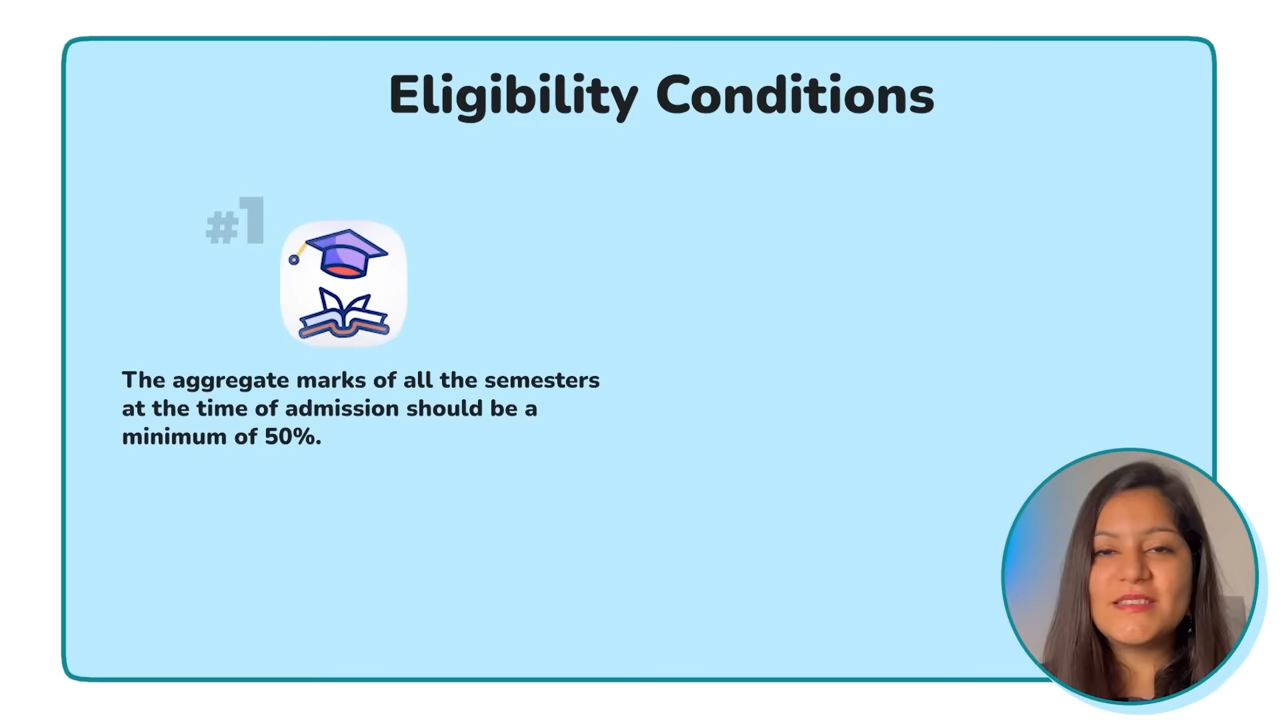 Eligibility Conditions
#1
The aggregate marks of all the semesters
at the time of admission should be a
minimum of 50%.